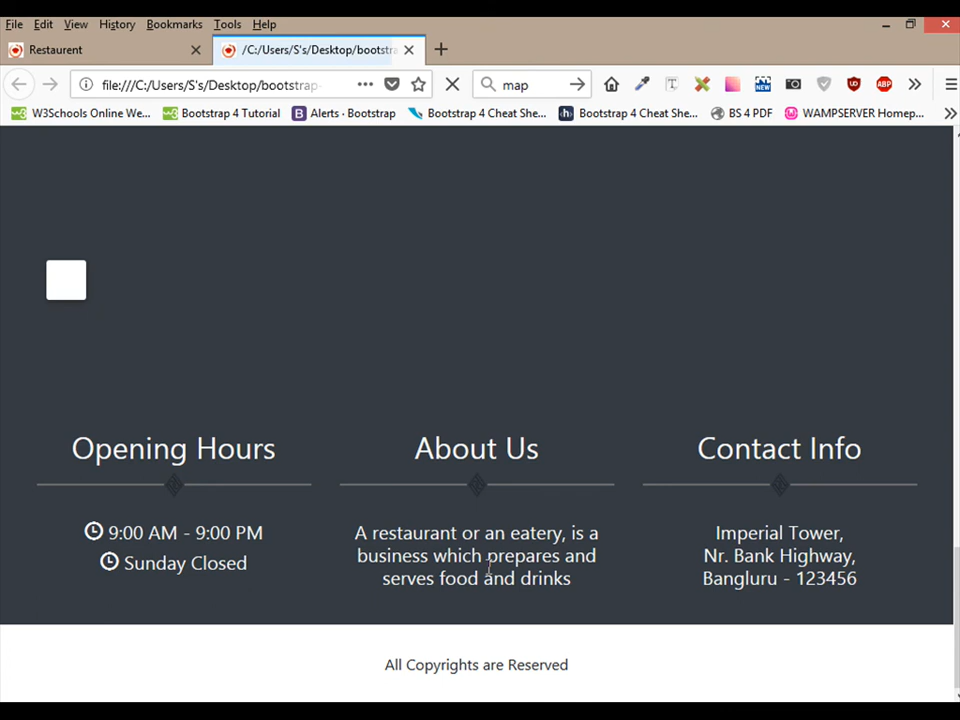 File Edit View History Bookmarks Tools Help
Restaurent /C:/Users/S's/Desktop/bootstra
file:///C:/Users/S's/Desktop/bootstrap- map
W3Schools Online We... Bootstrap 4 Tutorial Alerts · Bootstrap Bootstrap 4 Cheat She... Bootstrap 4 Cheat She... BS 4 PDF WAMPSERVER Homep...
Opening Hours About Us Contact Info
9:00 AM - 9:00 PM A restaurant or an eatery, is a Imperial Tower,
Sunday Closed business which prepares and Nr. Bank Highway,
serves food and drinks Bangluru - 123456
All Copyrights are Reserved